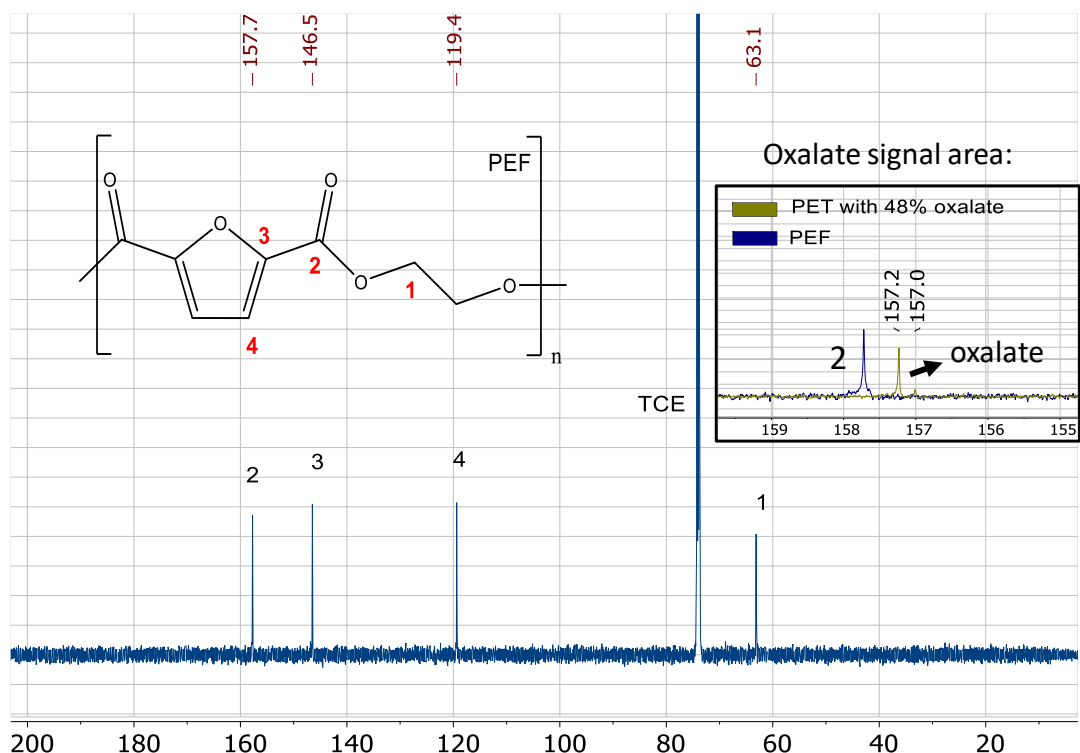 157.7
146.5
119.4
63.1
PEF
O
O
O
3
2
O
O
1
4
n
Oxalate signal area:
PET with 48% oxalate
PEF
157.2
157.0
2
oxalate
159 158 157 156 155
TCE
2
3
4
1
200 180 160 140 120 100 80 60 40 20